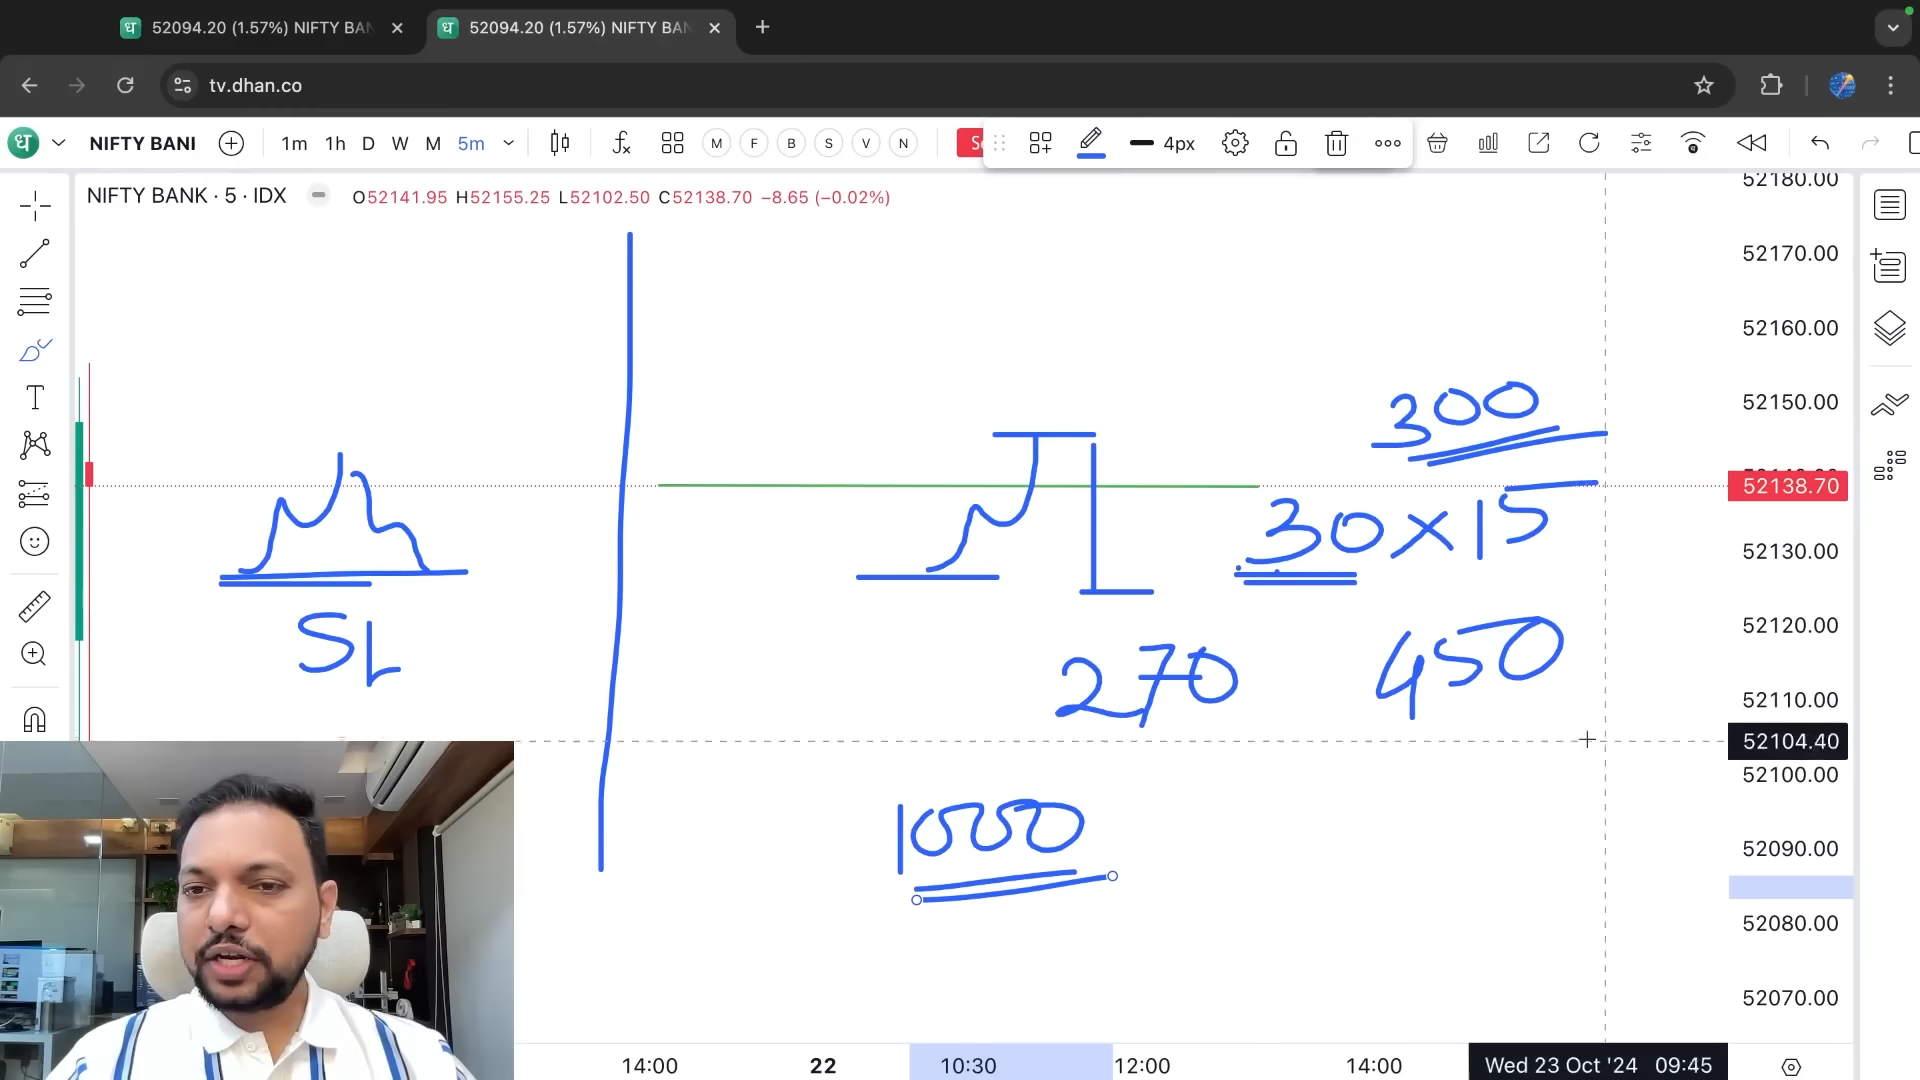 ध 52094.20 (1.57%) NIFTY BAN
ध 52094.20 (1.57%) NIFTY BAN
tv.dhan.co
ध NIFTY BANI 1m 1h D W M 5m M F B S V N S 4px
NIFTY BANK · 5 · IDX O52141.95 H52155.25 L52102.50 C52138.70 −8.65 (−0.02%)
52180.00
52170.00
52160.00
52150.00
52138.70
52130.00
52120.00
52110.00
52104.40
52100.00
52090.00
52080.00
52070.00
T
300
30 × 15
SL
270
450
1000
14:00 22 10:30 12:00 14:00 Wed 23 Oct '24 09:45